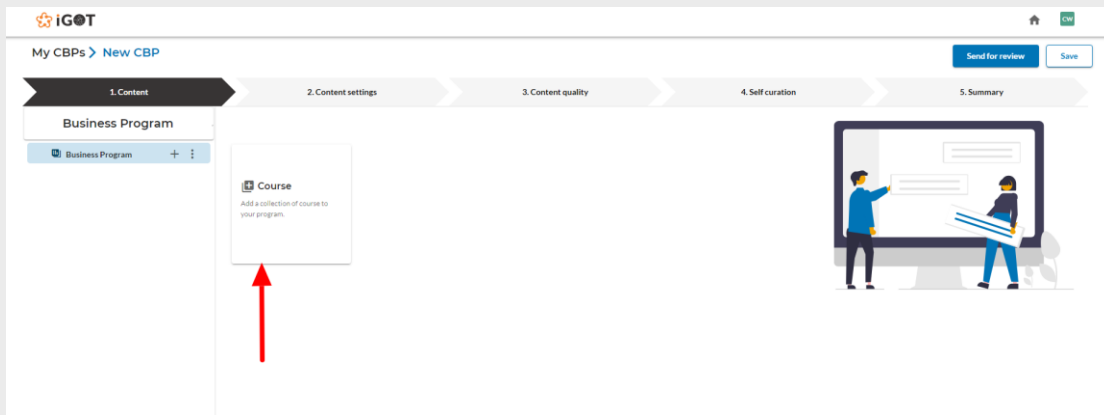 iGOT
CW
My CBPs > New CBP
Send for review
Save
1. Content
2. Content settings
3. Content quality
4. Self curation
5. Summary
Business Program
Business Program
Course
Add a collection of course to
your program.